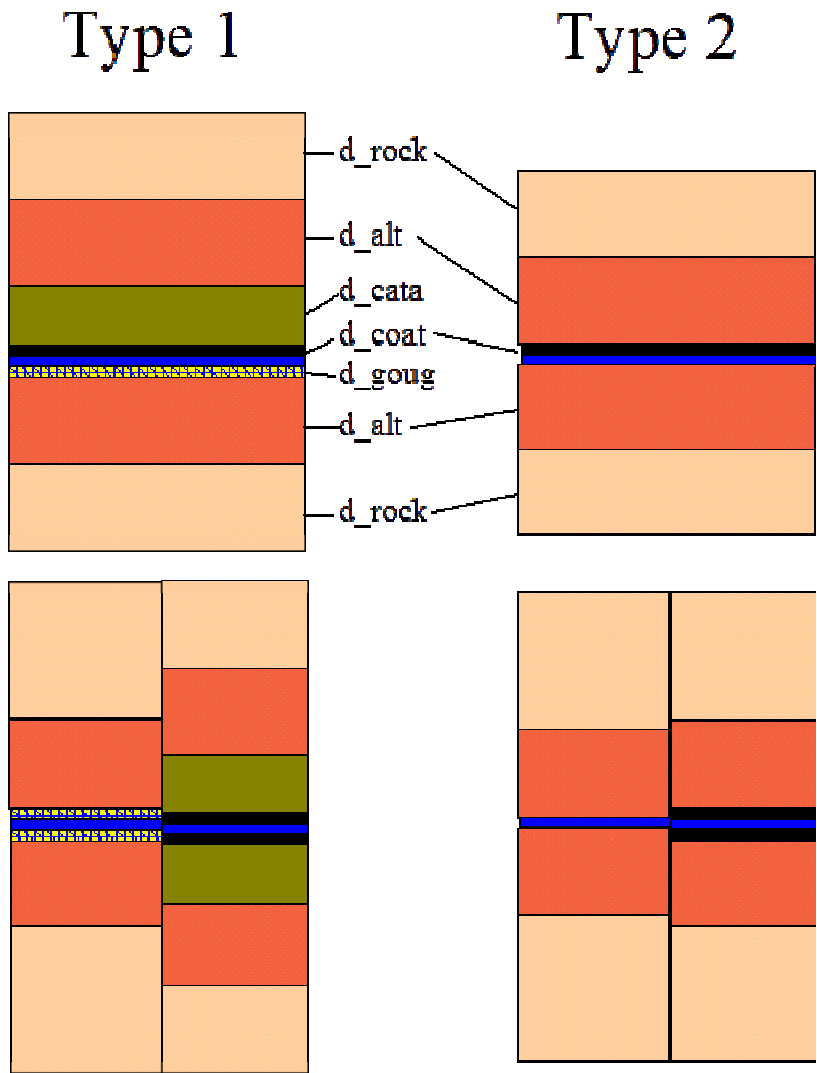 Type 1
Type 2
d_rock
d_alt
d_cata
d_coat
d_goug
d_alt
d_rock